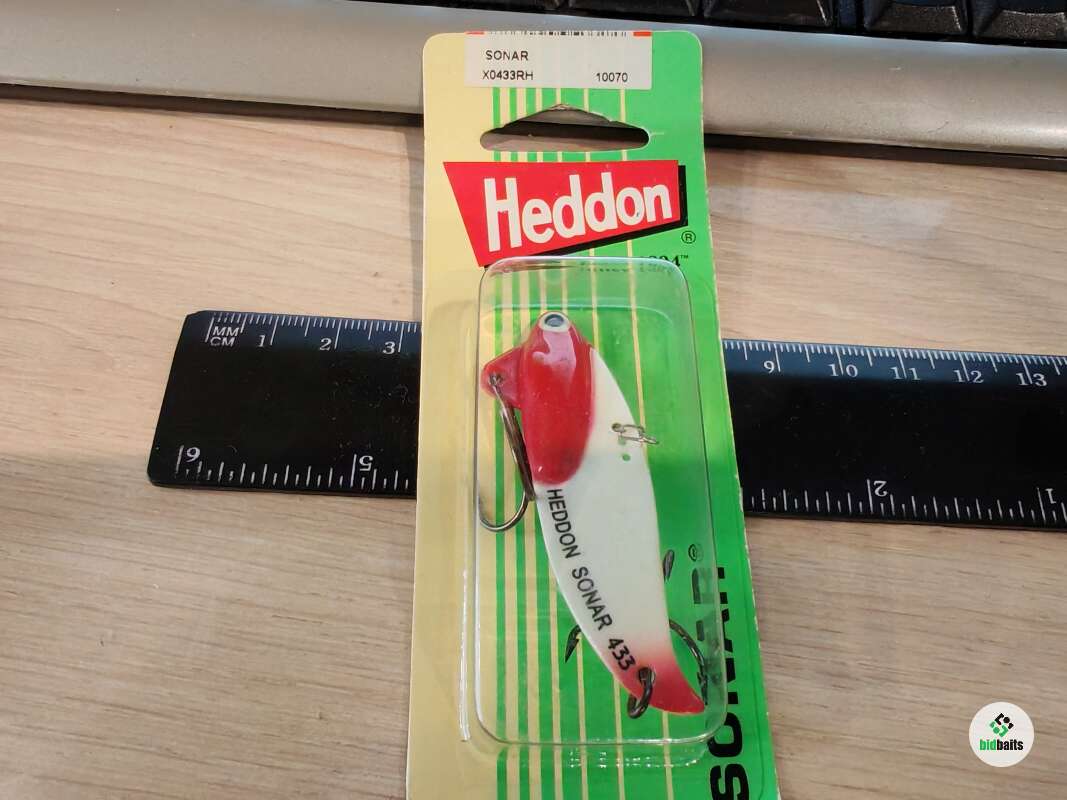 SONAR
X0433RH 10070
Heddon
®
MM
CM
1 2 3
9 10 11 12 13
6 5
2 1
HEDDON SONAR 433
®
SONAR
bidbaits